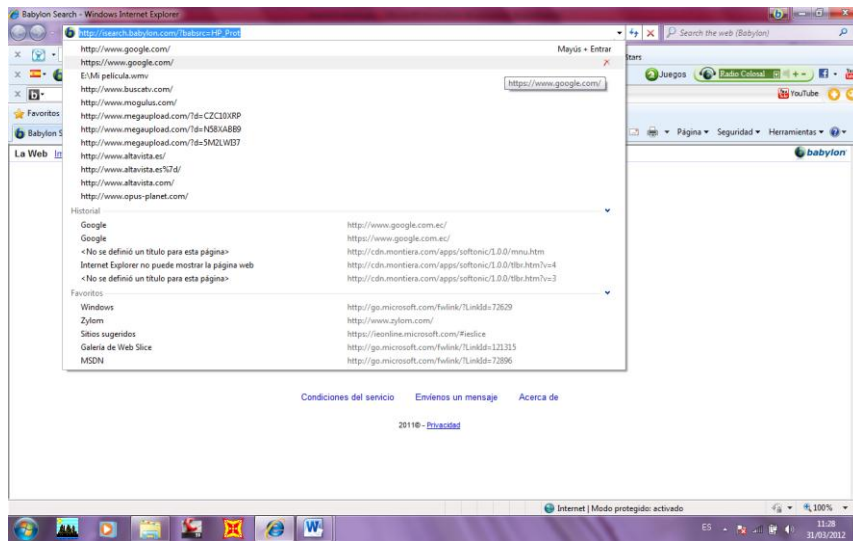 Babylon Search - Windows Internet Explorer
http://isearch.babylon.com/?babsrc=HP_Prot
Search the web (Babylon)
http://www.google.com/ Mayús + Entrar
https://www.google.com/
https://www.google.com/
E:\Mi película.wmv
http://www.buscatv.com/
http://www.mogulus.com/
http://www.megaupload.com/?d=CZC10XRP
http://www.megaupload.com/?d=N58XABB9
http://www.megaupload.com/?d=5M2LWI37
http://www.altavista.es/
http://www.altavista.es%7d/
http://www.altavista.com/
http://www.opus-planet.com/
Juegos Radio Colosal
YouTube
Favoritos
Babylon S
Página Seguridad Herramientas
La Web
babylon
Historial
Google http://www.google.com.ec/
Google https://www.google.com.ec/
<No se definió un título para esta página> http://cdn.montiera.com/apps/softonic/1.0.0/mnu.htm
Internet Explorer no puede mostrar la página web http://cdn.montiera.com/apps/softonic/1.0.0/tlbr.htm?v=4
<No se definió un título para esta página> http://cdn.montiera.com/apps/softonic/1.0.0/tlbr.htm?v=3
Favoritos
Windows http://go.microsoft.com/fwlink/?LinkId=72629
Zylom http://www.zylom.com/
Sitios sugeridos https://ieonline.microsoft.com/#ieslice
Galería de Web Slice http://go.microsoft.com/fwlink/?LinkId=121315
MSDN http://go.microsoft.com/fwlink/?LinkId=72896
Condiciones del servicio Envíenos un mensaje Acerca de
2011© - Privacidad
Internet | Modo protegido: activado 100%
ES 11:28
31/03/2012